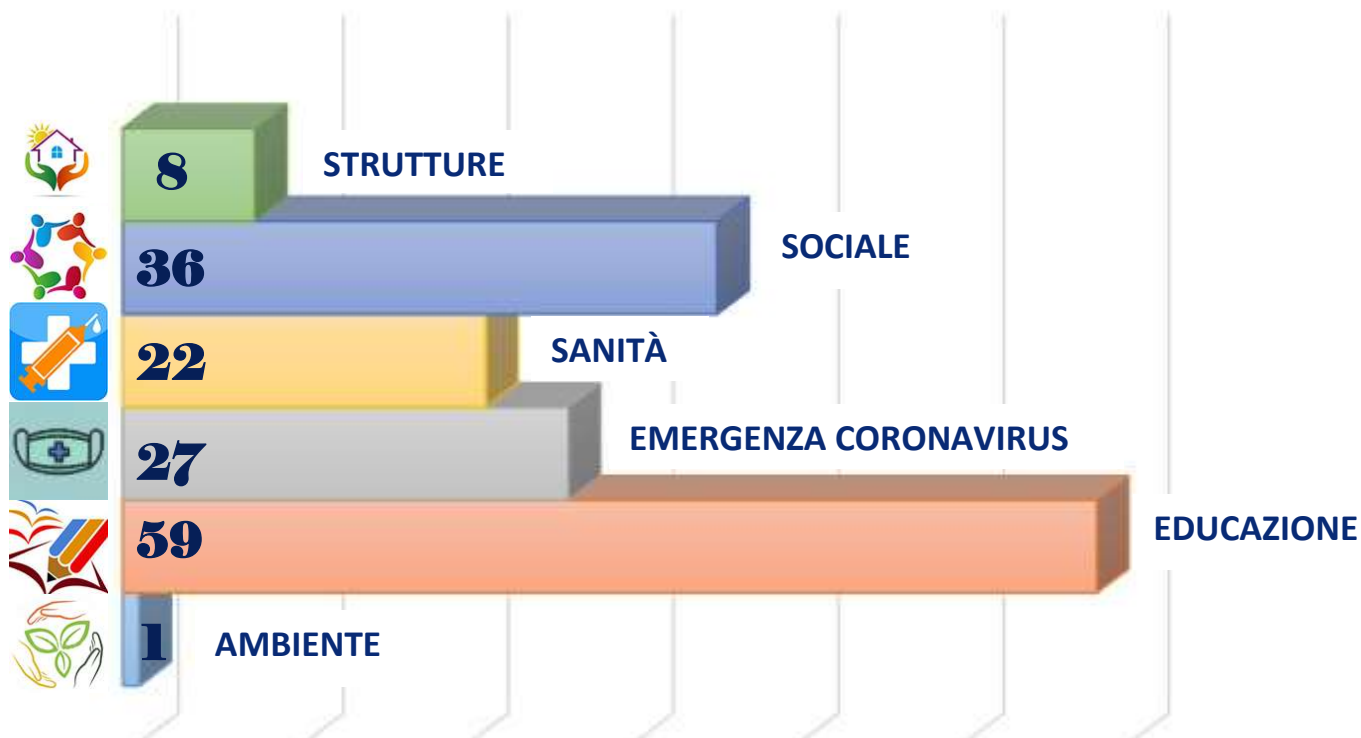 8 STRUTTURE
36 SOCIALE
22 SANITÀ
27 EMERGENZA CORONAVIRUS
59 EDUCAZIONE
1 AMBIENTE